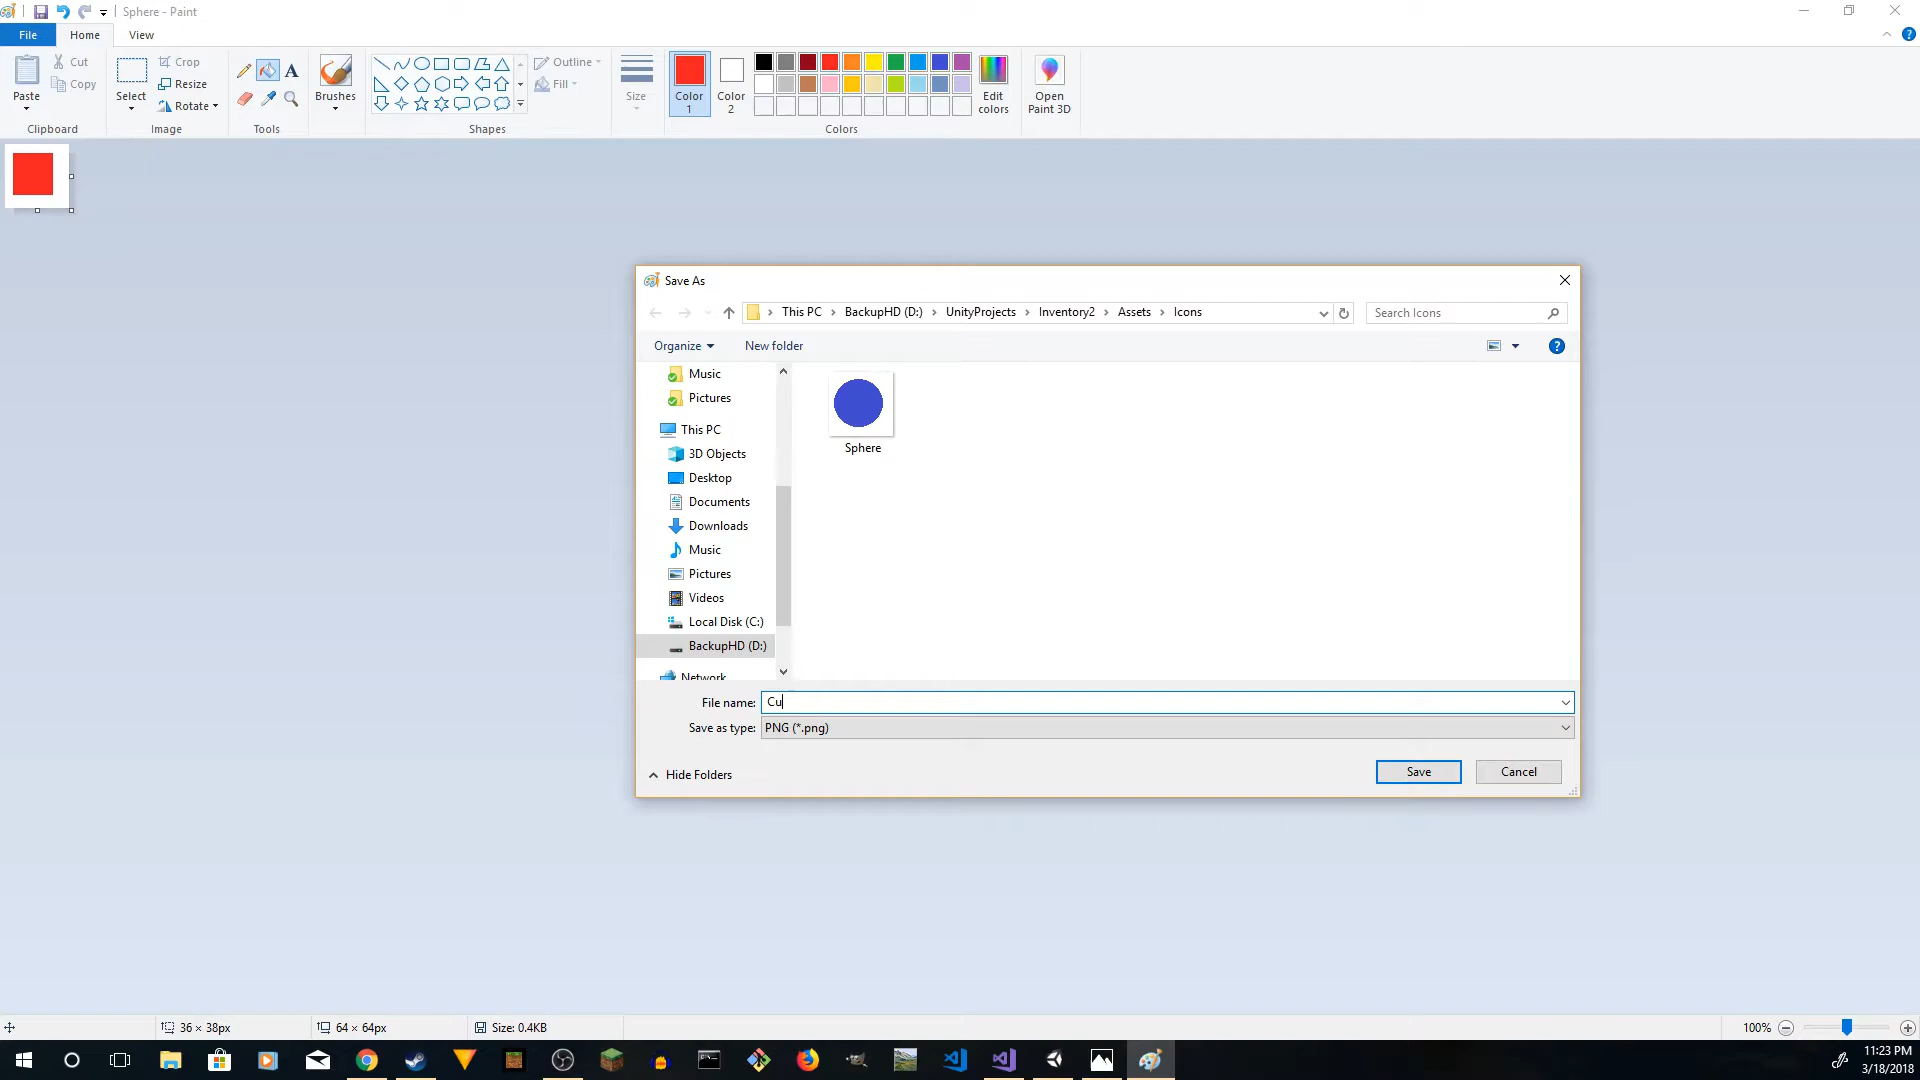 Sphere - Paint
File
Home
View
Paste
Cut
Copy
Clipboard
Select
Crop
Resize
Rotate
Image
Tools
Brushes
Shapes
Outline
Fill
Size
Color 1
Color 2
Edit colors
Colors
Open Paint 3D
Save As
This PC
BackupHD (D:)
UnityProjects
Inventory2
Assets
Icons
Search Icons
Organize
New folder
Music
Pictures
This PC
3D Objects
Desktop
Documents
Downloads
Music
Pictures
Videos
Local Disk (C:)
BackupHD (D:)
Network
Sphere
File name: Cu
Save as type: PNG (*.png)
Hide Folders
Save
Cancel
36 × 38px
64 × 64px
Size: 0.4KB
100%
11:23 PM
3/18/2018